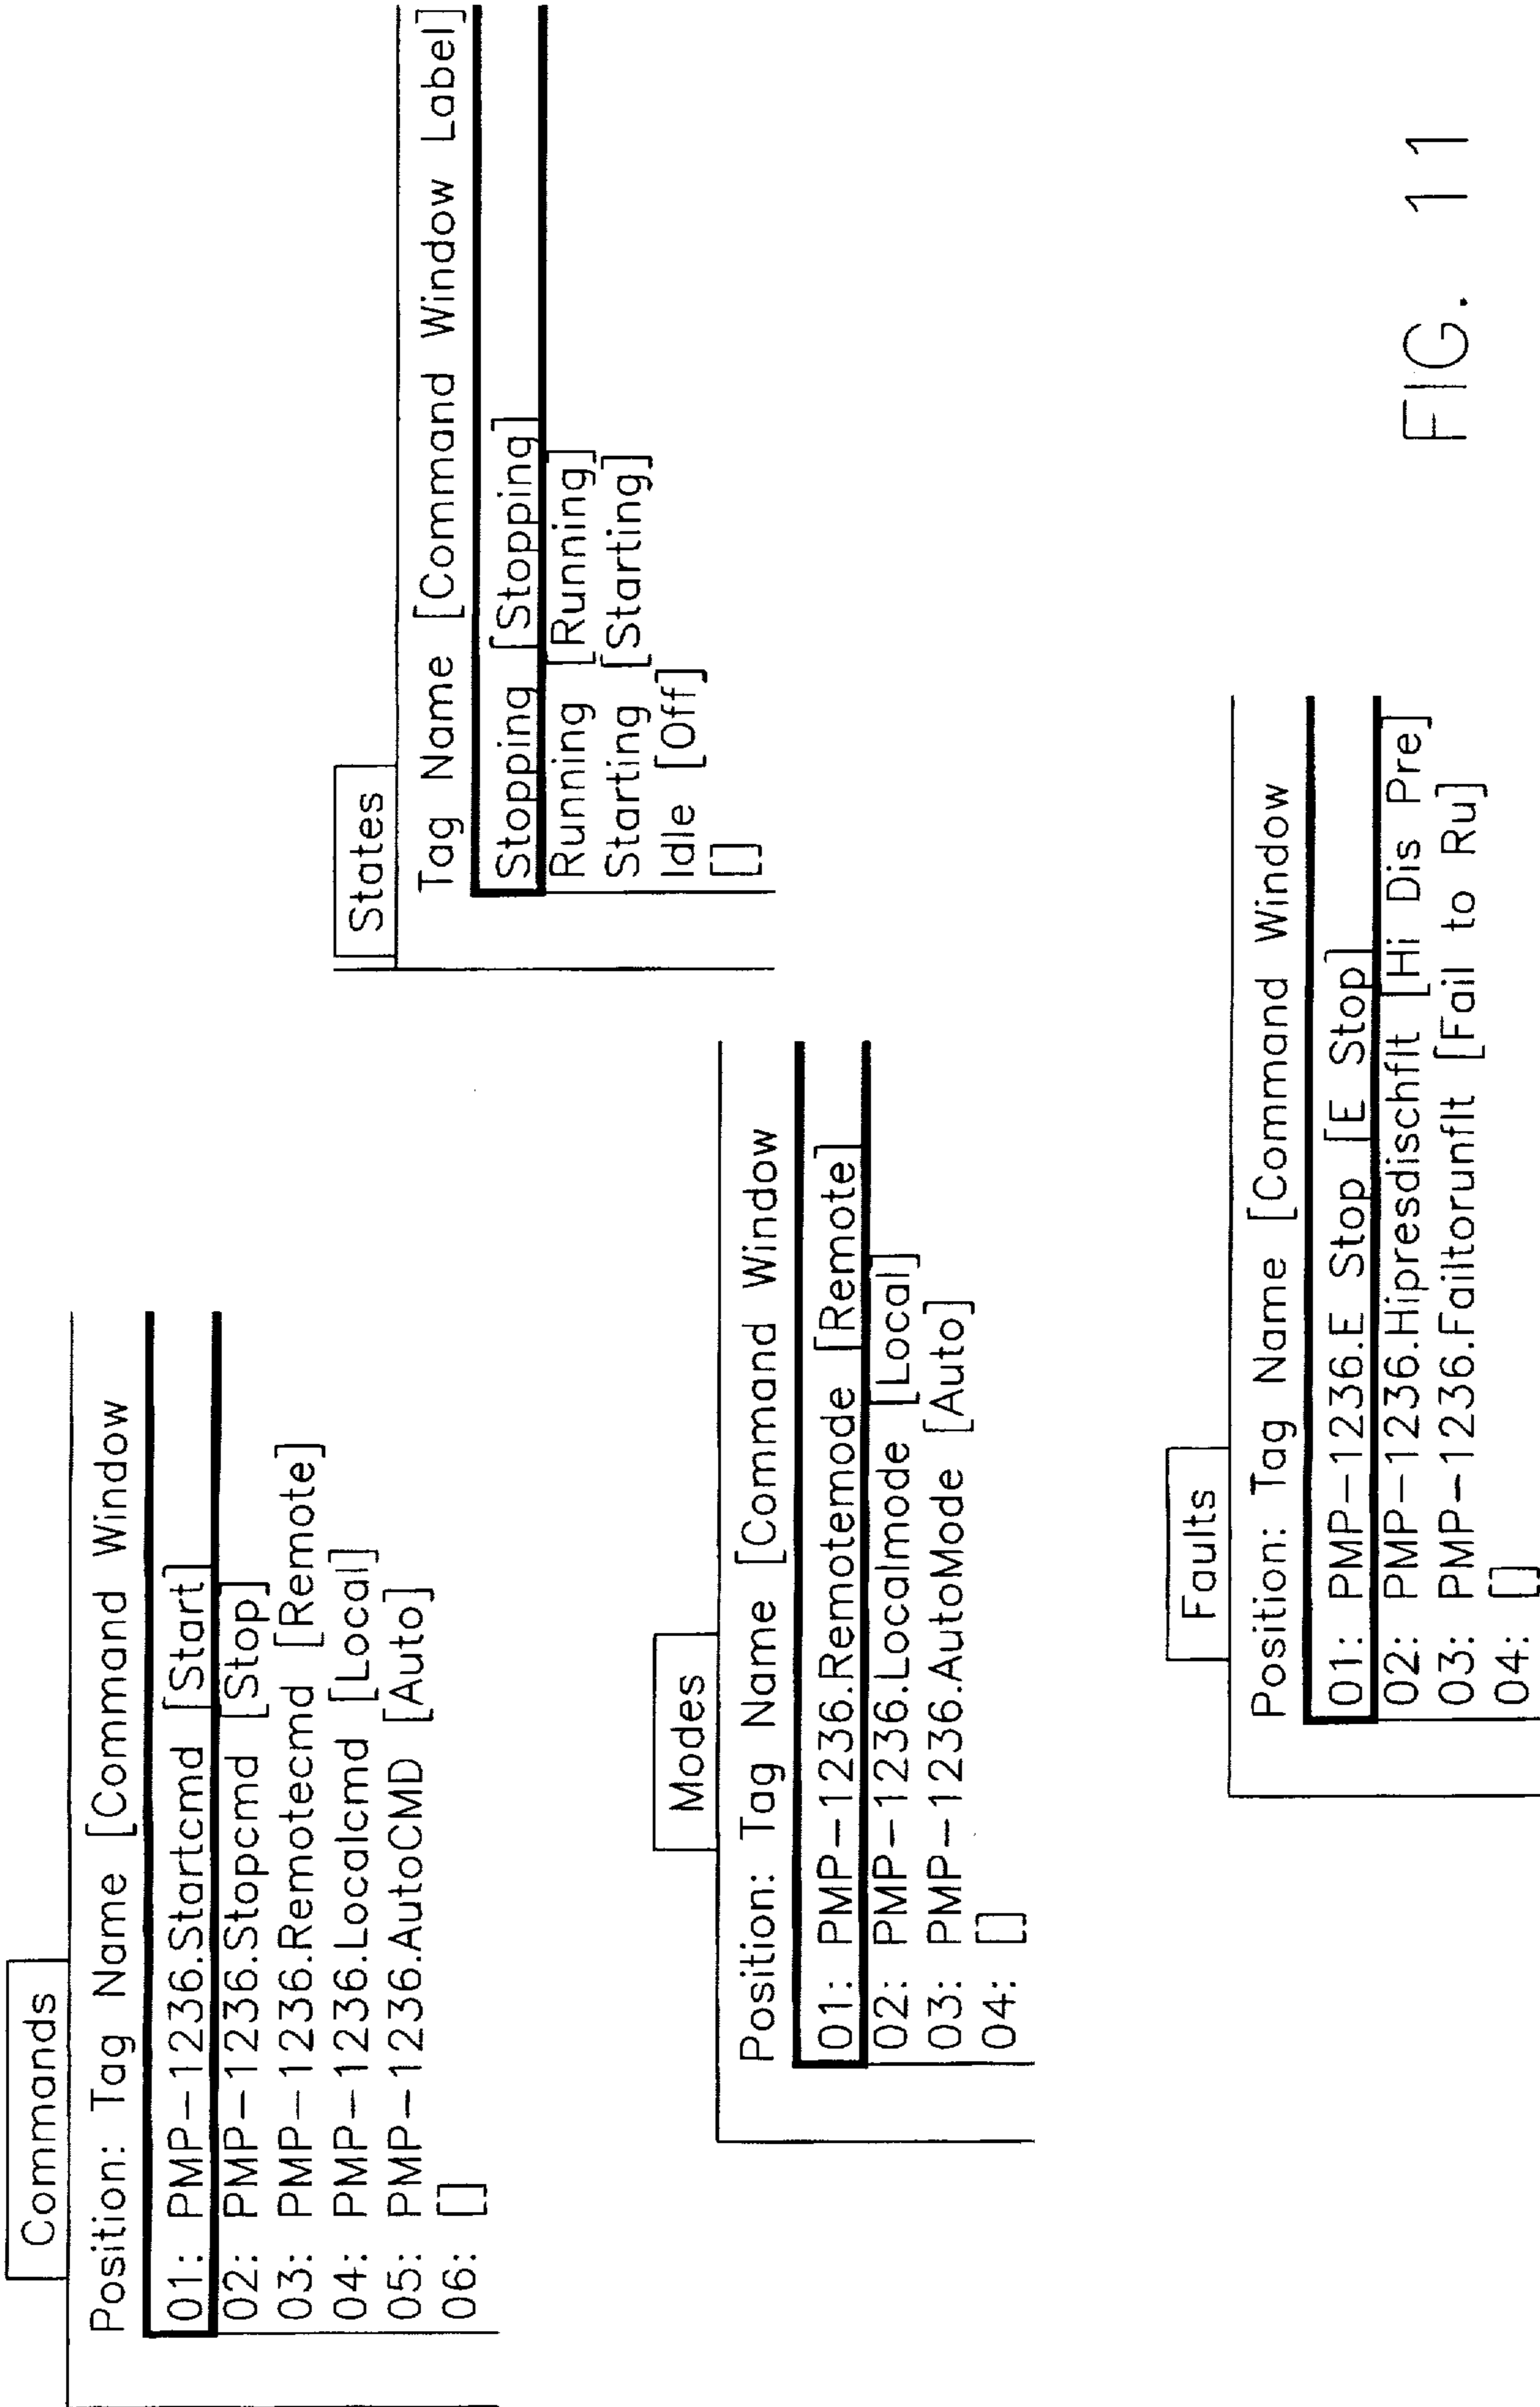 Commands
Position: Tag Name [Command Window
01: PMP-1236.Startcmd [Start]
02: PMP-1236.Stopcmd [Stop]
03: PMP-1236.Remotecmd [Remote]
04: PMP-1236.Localcmd [Local]
05: PMP-1236.AutoCMD [Auto]
06: []
States
Tag Name [Command Window Label]
Stopping [Stopping]
Running [Running]
Starting [Starting]
Idle [Off]
[]
Modes
Position: Tag Name [Command Window
01: PMP-1236.Remotemode [Remote]
02: PMP-1236.Localmode [Local]
03: PMP-1236.AutoMode [Auto]
04: []
Faults
Position: Tag Name [Command Window
01: PMP-1236.E Stop [E Stop]
02: PMP-1236.Hipresdischflt [Hi Dis Pre]
03: PMP-1236.Failtorunflt [Fail to Ru]
04: []
FIG. 11